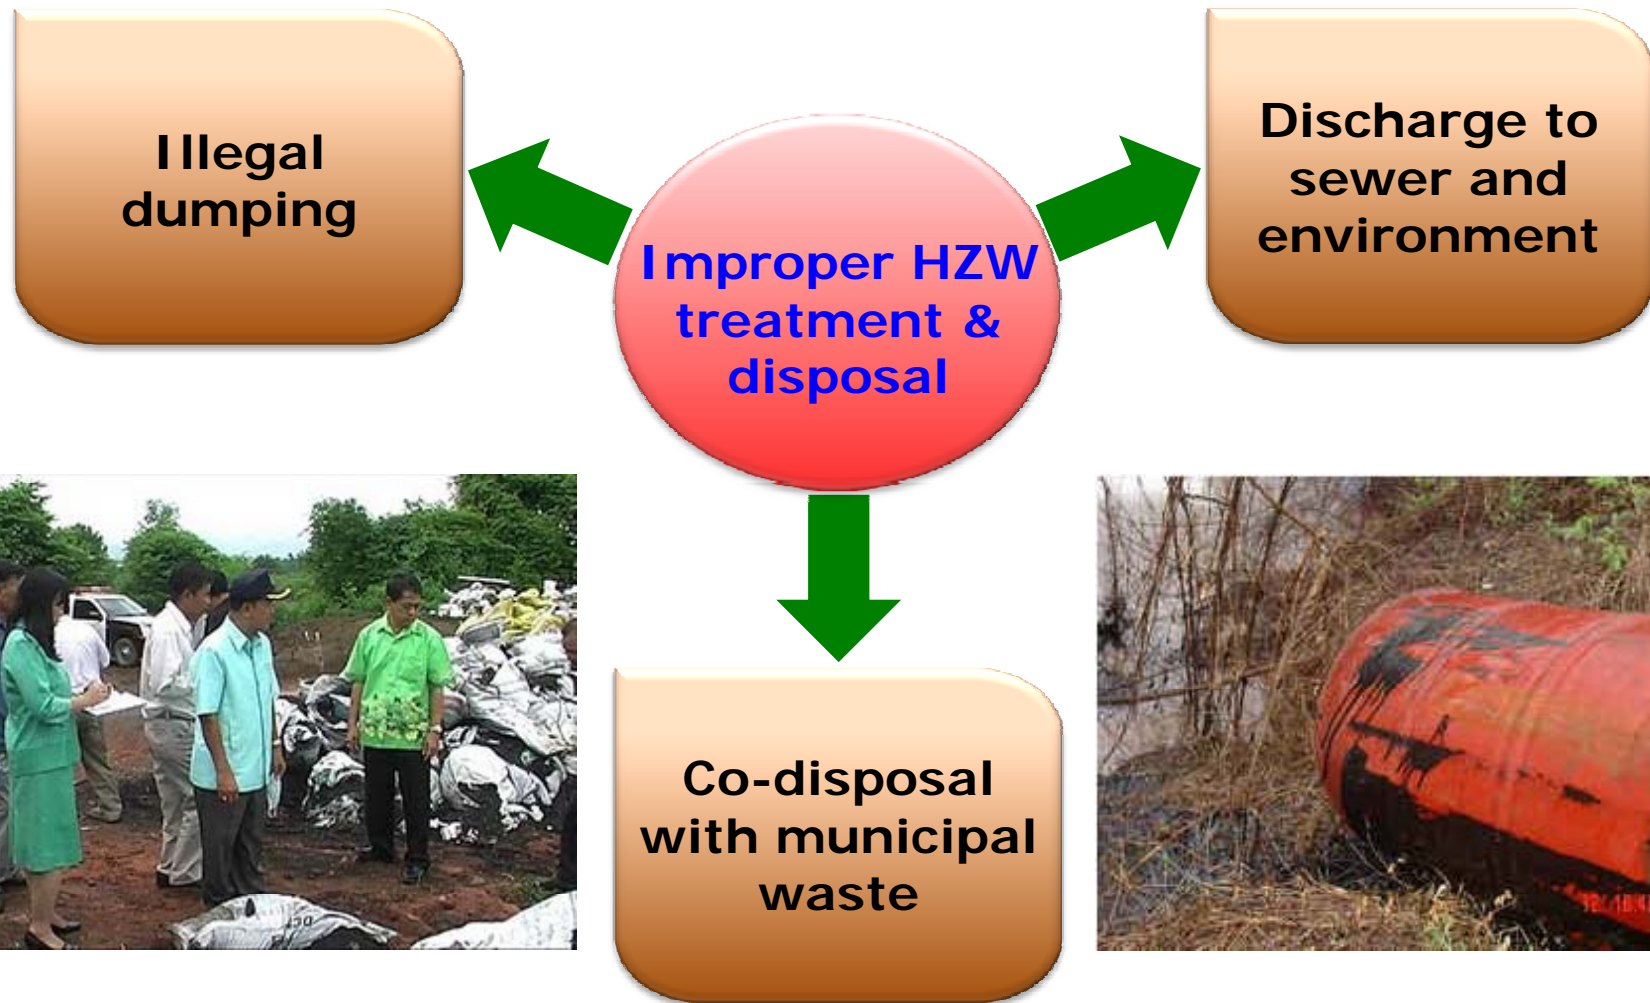 Illegal
dumping
Improper HZW
treatment &
disposal
Discharge to
sewer and
environment
Co-disposal
with municipal
waste